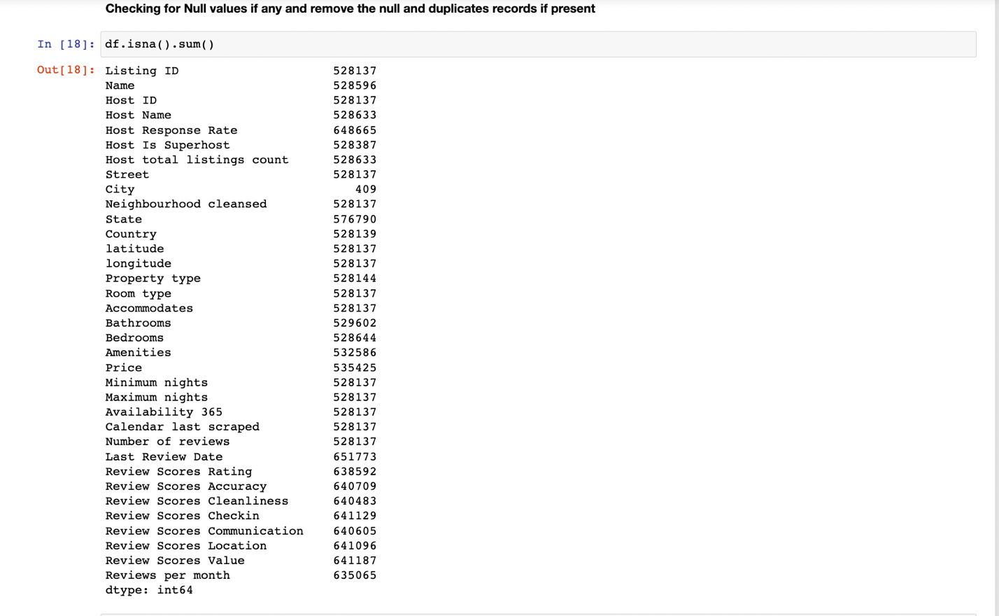 Checking for Null values if any and remove the null and duplicates records if present
In [18]: df.isna().sum()
Out[18]: Listing ID 528137
Name 528596
Host ID 528137
Host Name 528633
Host Response Rate 648665
Host Is Superhost 528387
Host total listings count 528633
Street 528137
City 409
Neighbourhood cleansed 528137
State 576790
Country 528139
latitude 528137
longitude 528137
Property type 528144
Room type 528137
Accommodates 528137
Bathrooms 529602
Bedrooms 528644
Amenities 532586
Price 535425
Minimum nights 528137
Maximum nights 528137
Availability 365 528137
Calendar last scraped 528137
Number of reviews 528137
Last Review Date 651773
Review Scores Rating 638592
Review Scores Accuracy 640709
Review Scores Cleanliness 640483
Review Scores Checkin 641129
Review Scores Communication 640605
Review Scores Location 641096
Review Scores Value 641187
Reviews per month 635065
dtype: int64